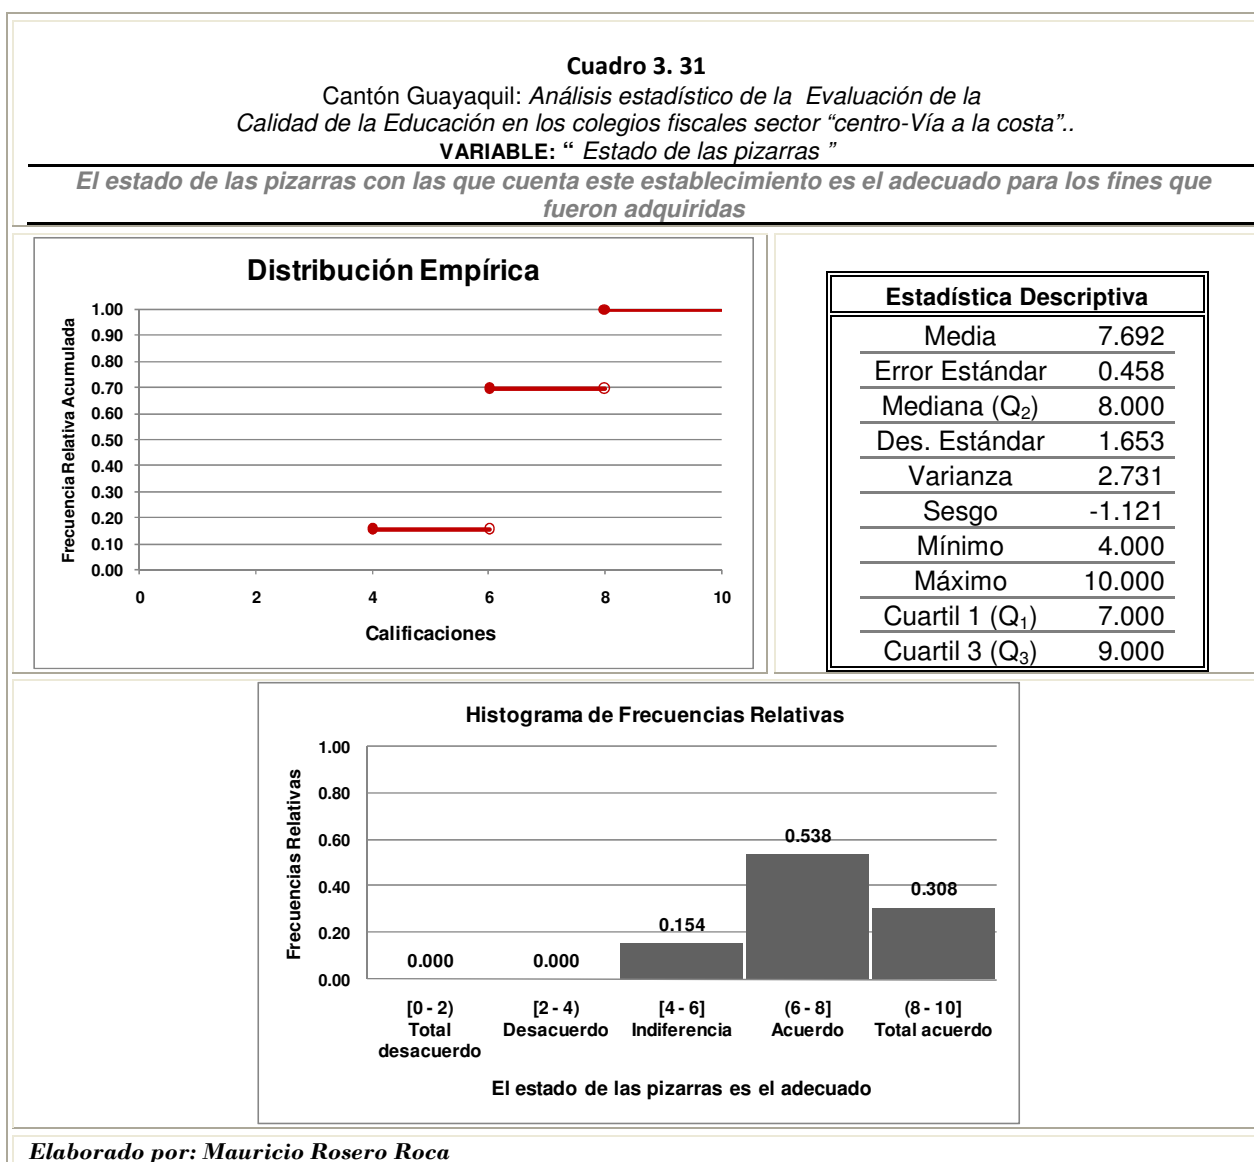 Cuadro 3. 31
Cantón Guayaquil: Análisis estadístico de la Evaluación de la
Calidad de la Educación en los colegios fiscales sector “centro-Vía a la costa”..
VARIABLE: “ Estado de las pizarras ”
El estado de las pizarras con las que cuenta este establecimiento es el adecuado para los fines que
fueron adquiridas
Distribución Empírica
Frecuencia Relativa Acumulada
1.00
0.90
0.80
0.70
0.60
0.50
0.40
0.30
0.20
0.10
0.00
0 2 4 6 8 10
Calificaciones
Estadística Descriptiva
Media 7.692
Error Estándar 0.458
Mediana (Q2) 8.000
Des. Estándar 1.653
Varianza 2.731
Sesgo -1.121
Mínimo 4.000
Máximo 10.000
Cuartil 1 (Q1) 7.000
Cuartil 3 (Q3) 9.000
Histograma de Frecuencias Relativas
Frecuencias Relativas
1.00
0.80
0.60
0.40
0.20
0.00
0.000 0.000 0.154 0.538 0.308
[0 - 2) [2 - 4) [4 - 6] (6 - 8] (8 - 10]
Total Desacuerdo Indiferencia Acuerdo Total acuerdo
desacuerdo
El estado de las pizarras es el adecuado
Elaborado por: Mauricio Rosero Roca